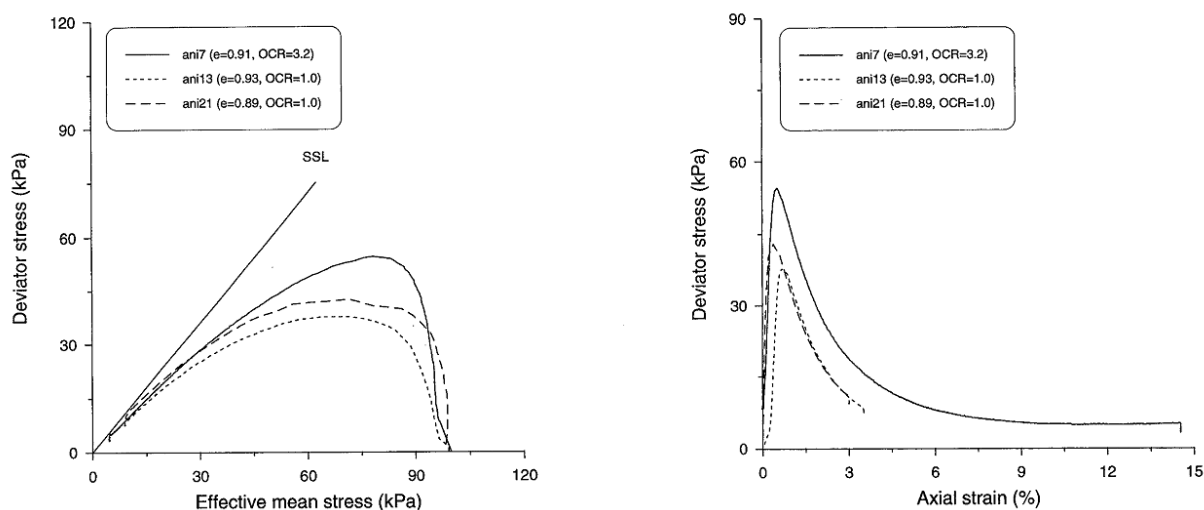 120
90
60
30
0
Deviator stress (kPa)
ani7 (e=0.91, OCR=3.2)
ani13 (e=0.93, OCR=1.0)
ani21 (e=0.89, OCR=1.0)
SSL
0 30 60 90 120
Effective mean stress (kPa)
90
60
30
0
Deviator stress (kPa)
ani7 (e=0.91, OCR=3.2)
ani13 (e=0.93, OCR=1.0)
ani21 (e=0.89, OCR=1.0)
0 3 6 9 12 15
Axial strain (%)